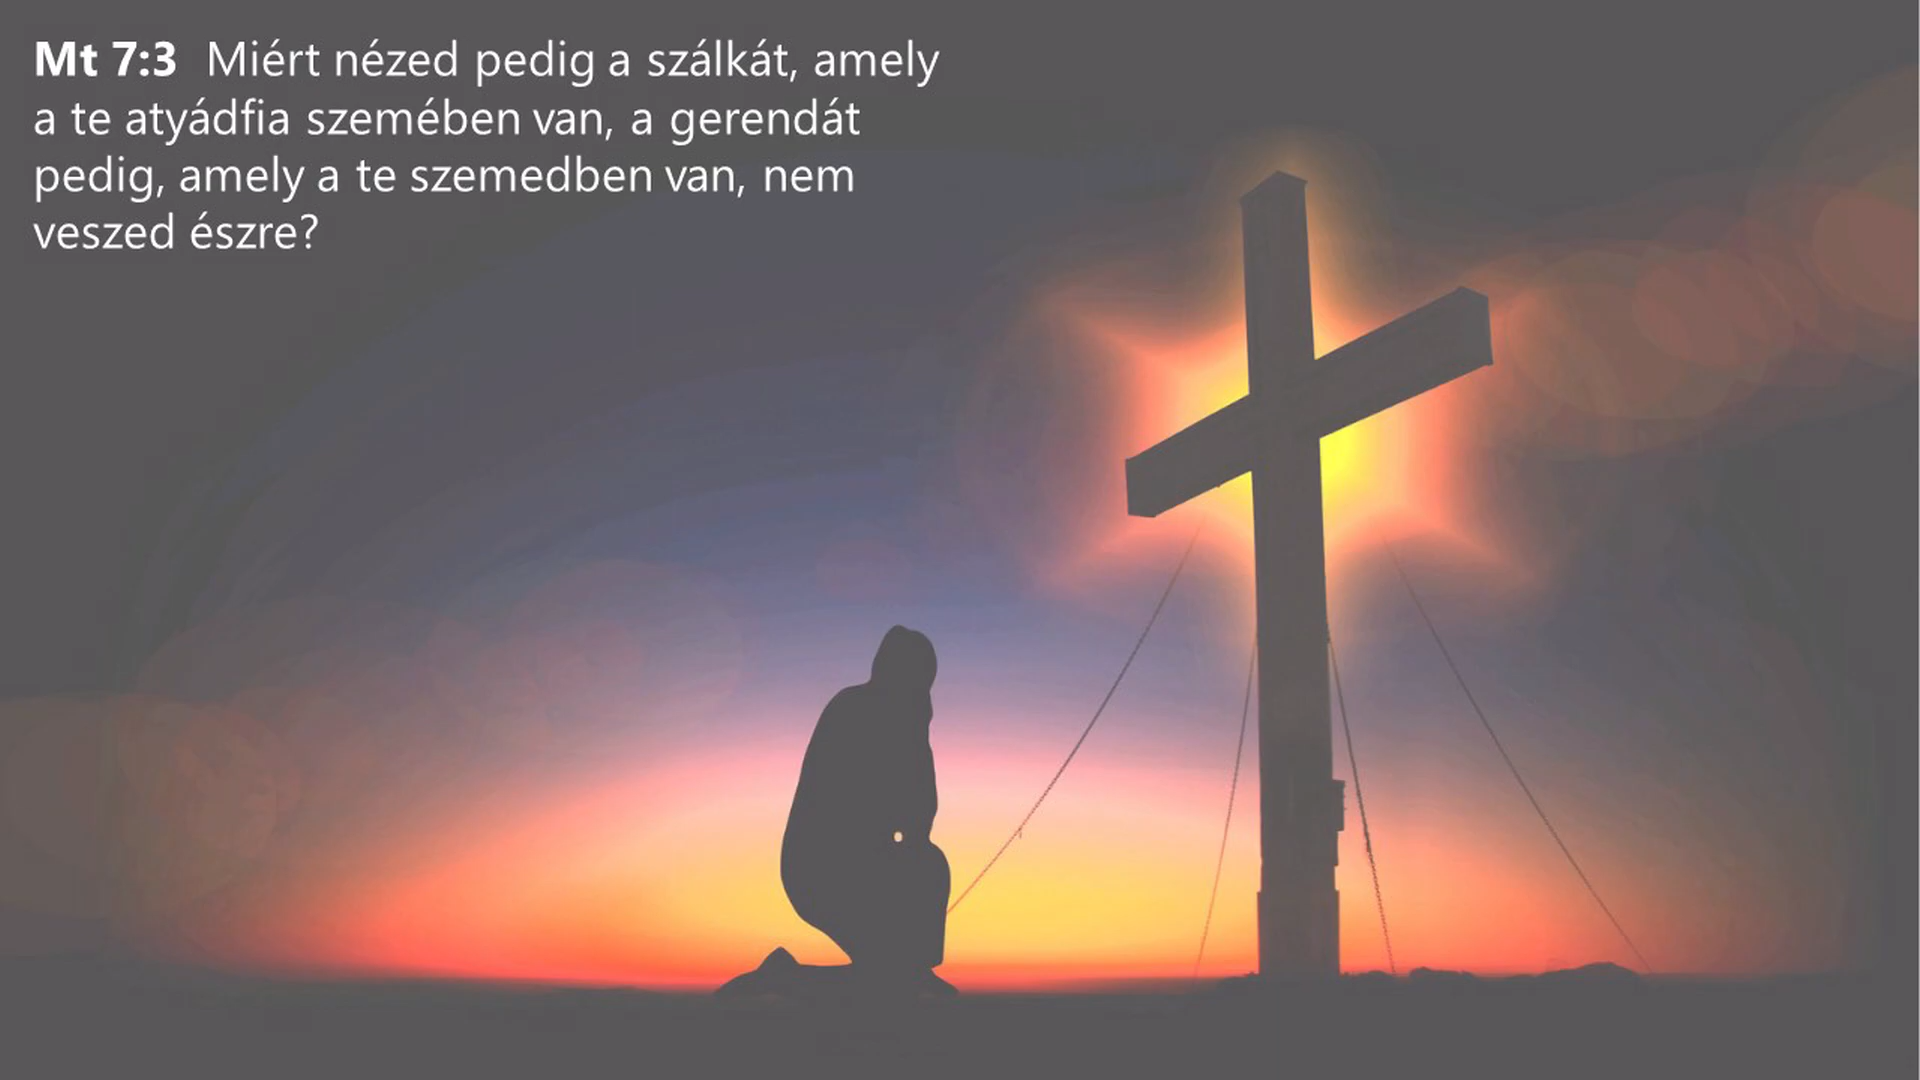 Mt 7:3 Miért nézed pedig a szálkát, amely
a te atyádfia szemében van, a gerendát
pedig, amely a te szemedben van, nem
veszed észre?